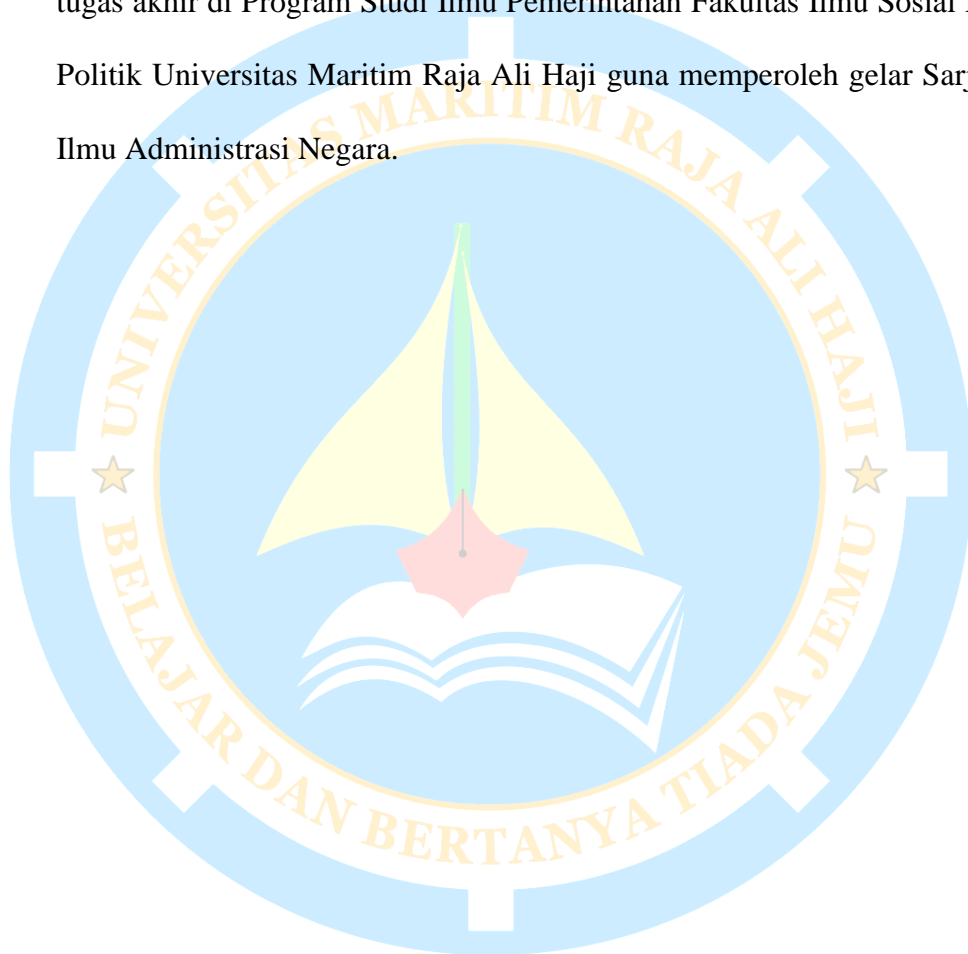 tugas akhir di Program Studi Ilmu Pemerintahan Fakultas Ilmu Sosial
Politik Universitas Maritim Raja Ali Haji guna memperoleh gelar
Ilmu Administrasi Negara.
UNIVERSITAS MARITIM RAJA ALI HAJI
BELAJAR DAN BERTANYA TIADA JEMU